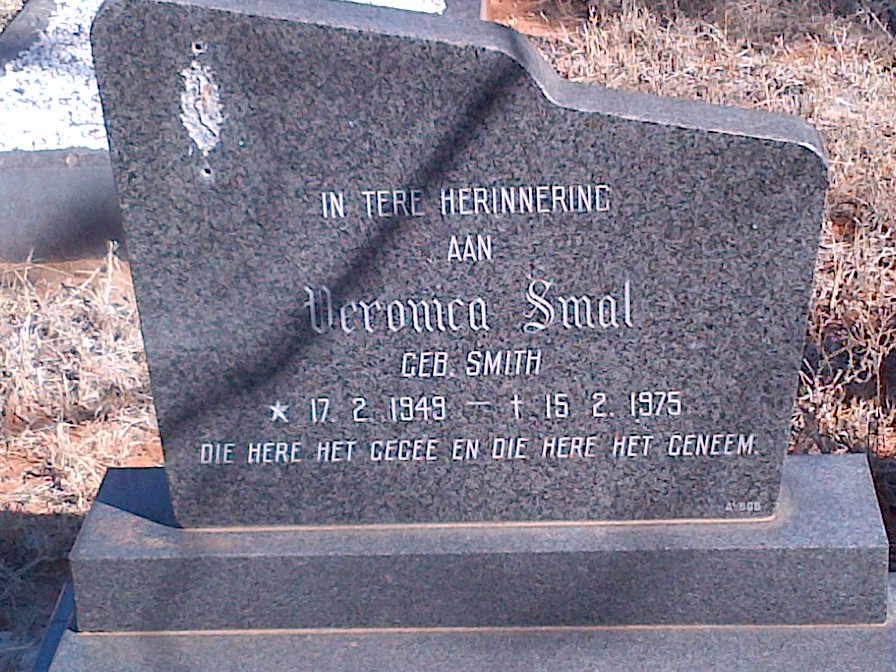 IN TERE HERINNERING
AAN
Veronica Smal
GEB. SMITH
★ 17. 2. 1949 — † 15 2. 1975
DIE HERE HET GEGEE EN DIE HERE HET GENEEM.